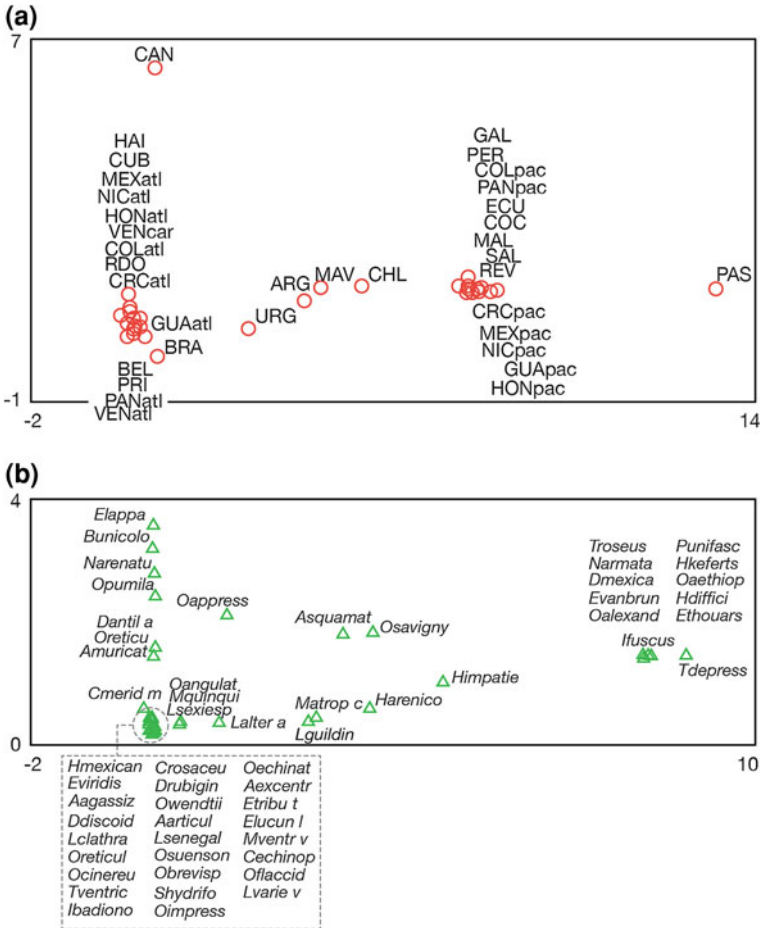 (a)
7
CAN
HAI
CUB
MEXatl
NICatl
HONatl
VENcar
COLatl
RDO
CRCatl
GUAatl
BRA
BEL
PRI
PANatl
VENatl
URG
ARG
MAV
CHL
GAL
PER
COLpac
PANpac
ECU
COC
MAL
SAL
REV
CRCpac
MEXpac
NICpac
GUApac
HONpac
PAS
-1
-2
14
(b)
4
Elappa
Bunicolo
Narenatu
Opumila
Dantil a
Oreticu
Amuricat
Cmerid m
Oappress
Oangulat
Mquinqui
Lsexiesp
Lalter a
Asquamat
Osavigny
Himpatie
Matrop c
Harenico
Lguildin
Troseus Punifasc
Narmata Hkeferts
Dmexica Oaethiop
Evanbrun Hdiffici
Oalexand Ethouars
Ifuscus
Tdepress
0
-2
10
Hmexican Crosaceu Oechinat
Eviridis Drubigin Aexcentr
Aagassiz Owendtii Etribu t
Ddiscoid Aarticul Elucun l
Lclathra Lsenegal Mventr v
Oreticul Osuenson Cechinop
Ocinereu Obrevisp Oflaccid
Tventric Shydrifo Lvarie v
Ibadiono Oimpress